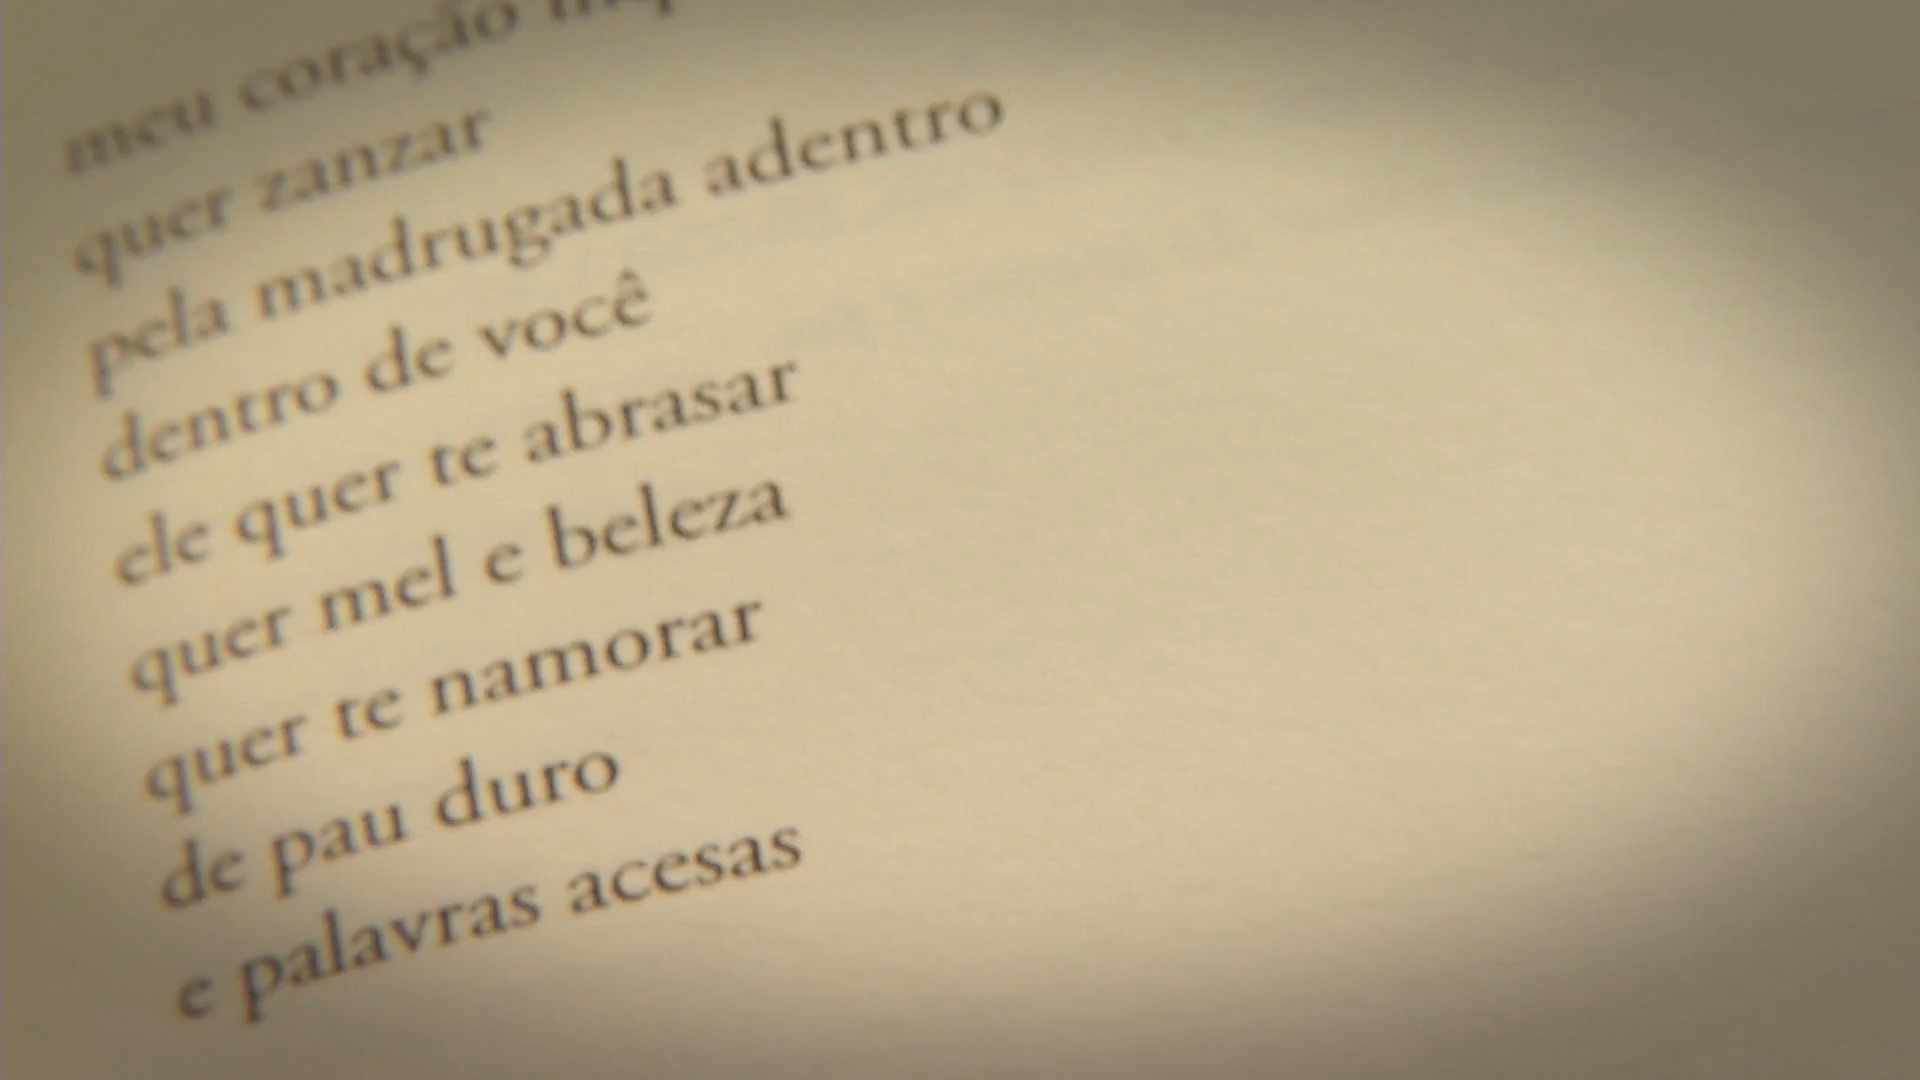 meu coração
quer zanzar
pela madrugada adentro
dentro de você
ele quer te abrasar
quer mel e beleza
quer te namorar
de pau duro
e palavras acesas